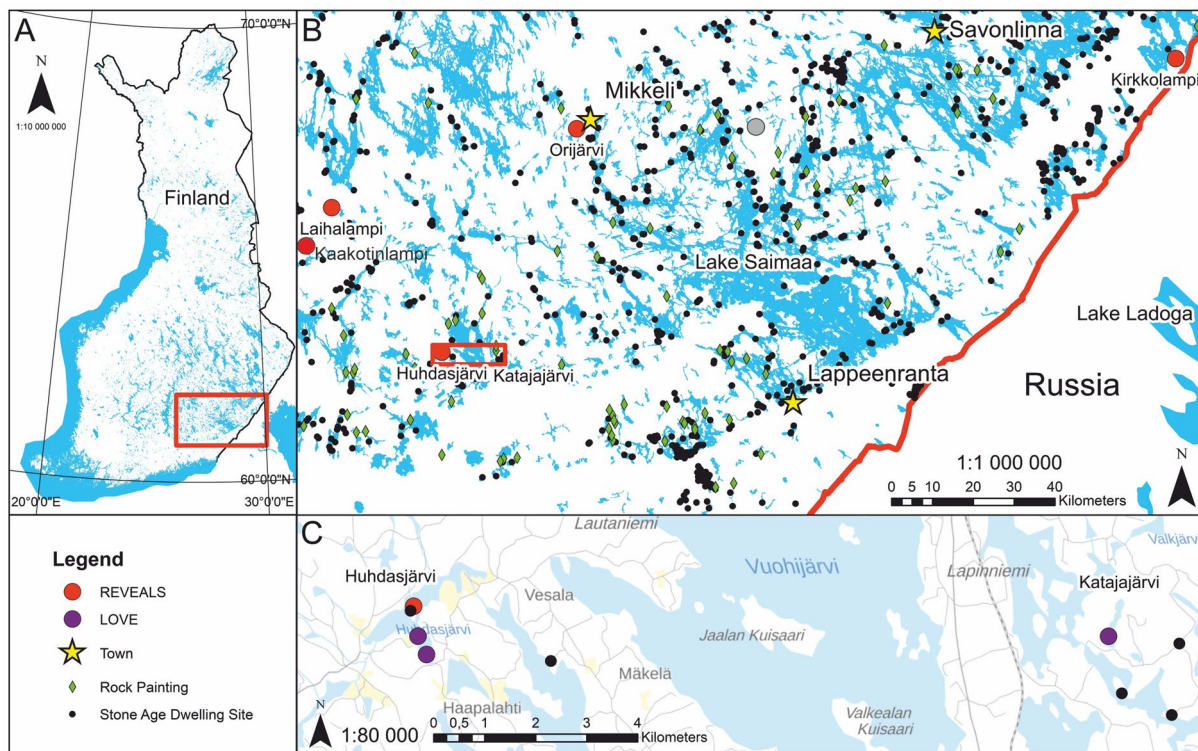 A
70°0'0"N
N
1:10 000 000
Finland
60°0'0"N
20°0'0"E
30°0'0"E
B
Savonlinna
Kirkkolampi
Mikkeli
Orijärvi
Laihalampi
Kaakotinlampi
Lake Saimaa
Lake Ladoga
Huhdasjärvi
Katajajärvi
Lappeenranta
Russia
N
1:1 000 000
0 5 10 20 30 40
Kilometers
Legend
REVEALS
LOVE
Town
Rock Painting
Stone Age Dwelling Site
C
Lautaniemi
Huhdasjärvi
Vuohijärvi
Lapinniemi
Valkjärvi
Katajajärvi
Vesala
Huhdasjärvi
Jaalan Kuisaari
Mäkelä
Haapalahti
Valkealan
Kuisaari
N
1:80 000
0 0,5 1 2 3 4
Kilometers